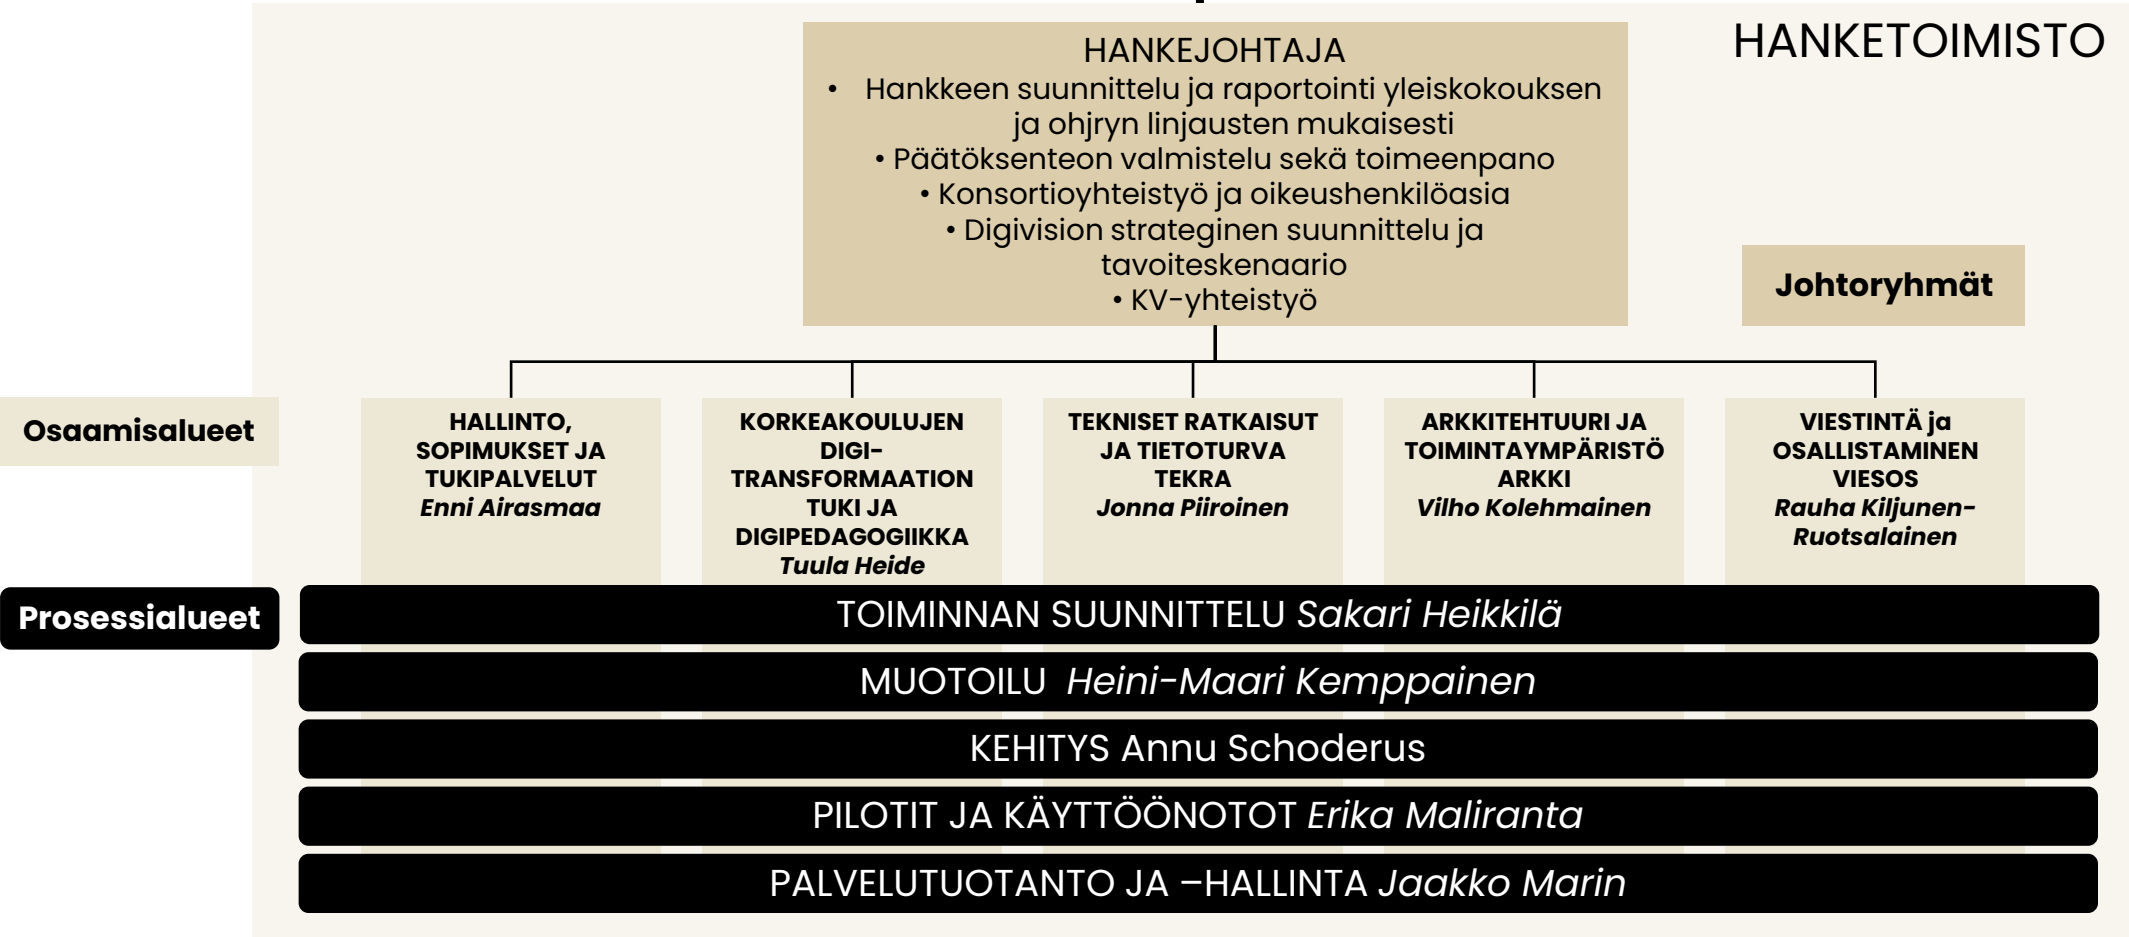 HANKETOIMISTO
HANKEJOHTAJA
• Hankkeen suunnittelu ja raportointi yleiskokouksen
ja ohjryn linjausten mukaisesti
• Päätöksenteon valmistelu sekä toimeenpano
• Konsortioyhteistyö ja oikeushenkilöasia
• Digivision strateginen suunnittelu ja
tavoiteskenaario
• KV-yhteistyö
Johtoryhmät
Osaamisalueet
HALLINTO,
SOPIMUKSET JA
TUKIPALVELUT
Enni Airasmaa
KORKEAKOULUJEN
DIGI-
TRANSFORMAATION
TUKI JA
DIGIPEDAGOGIIKKA
Tuula Heide
TEKNISET RATKAISUT
JA TIETOTURVA
TEKRA
Jonna Piiroinen
ARKKITEHTUURI JA
TOIMINTAYMPÄRISTÖ
ARKKI
Vilho Kolehmainen
VIESTINTÄ ja
OSALLISTAMINEN
VIESOS
Rauha Kiljunen-
Ruotsalainen
Prosessialueet
TOIMINNAN SUUNNITTELU Sakari Heikkilä
MUOTOILU Heini-Maari Kemppainen
KEHITYS Annu Schoderus
PILOTIT JA KÄYTTÖÖNOTOT Erika Maliranta
PALVELUTUOTANTO JA –HALLINTA Jaakko Marin